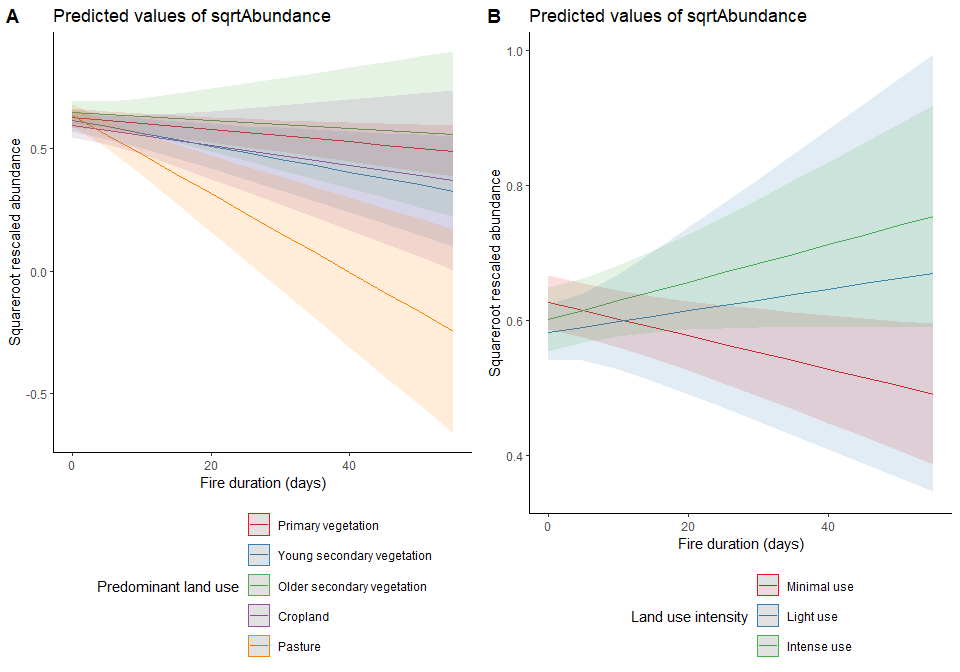 A
Predicted values of sqrtAbundance
Squareroot rescaled abundance
0.5
0.0
-0.5
0
20
40
Fire duration (days)
Predominant land use
Primary vegetation
Young secondary vegetation
Older secondary vegetation
Cropland
Pasture
B
Predicted values of sqrtAbundance
Squareroot rescaled abundance
1.0
0.8
0.6
0.4
0
20
40
Fire duration (days)
Land use intensity
Minimal use
Light use
Intense use